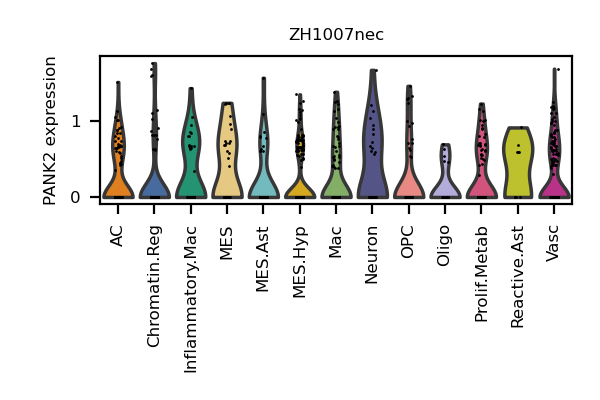 ZH1007nec
PANK2 expression
1
0
AC
Chromatin.Reg
Inflammatory.Mac
MES
MES.Ast
MES.Hyp
Mac
Neuron
OPC
Oligo
Prolif.Metab
Reactive.Ast
Vasc